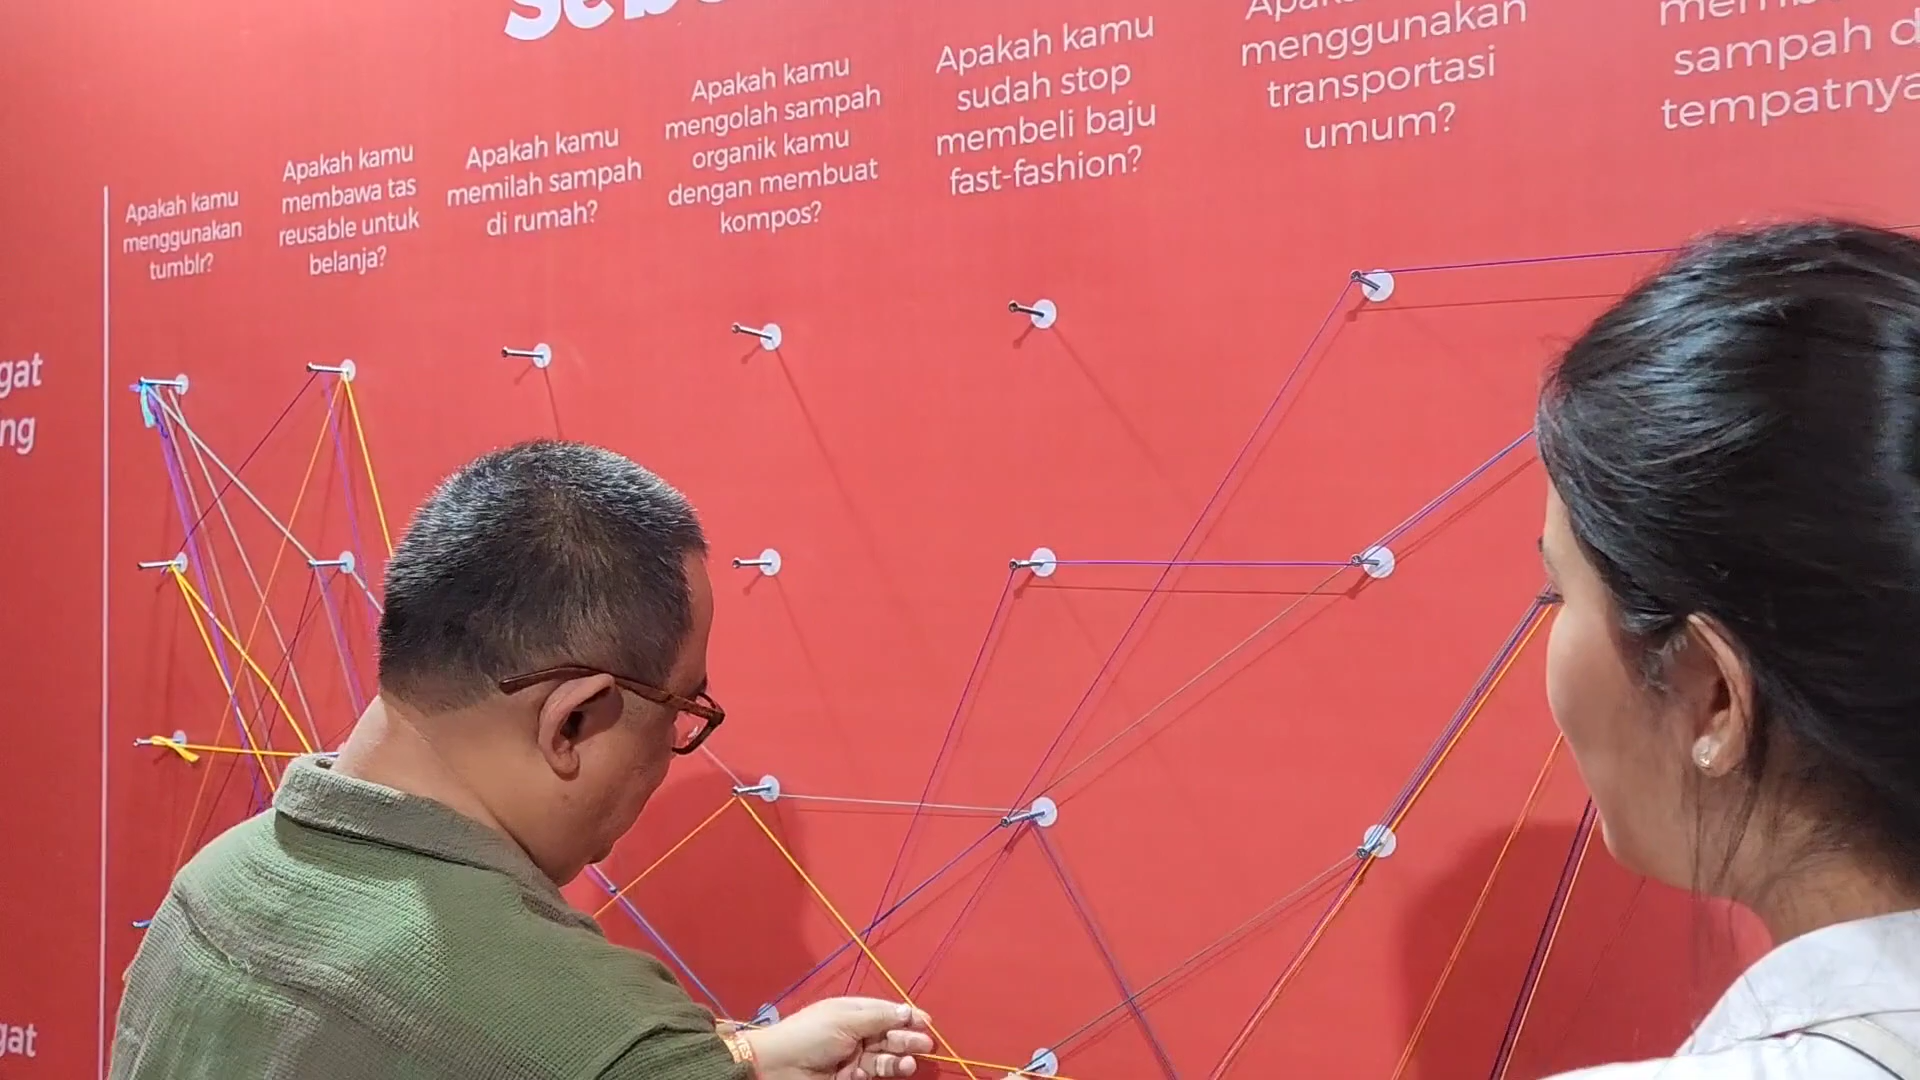 Apakah kamu
menggunakan
tumblr?
Apakah kamu
membawa tas
reusable untuk
belanja?
Apakah kamu
memilah sampah
di rumah?
Apakah kamu
mengolah sampah
organik kamu
dengan membuat
kompos?
Apakah kamu
sudah stop
membeli baju
fast-fashion?
menggunakan
transportasi
umum?
sampah d
tempatnya
gat
ng
gat